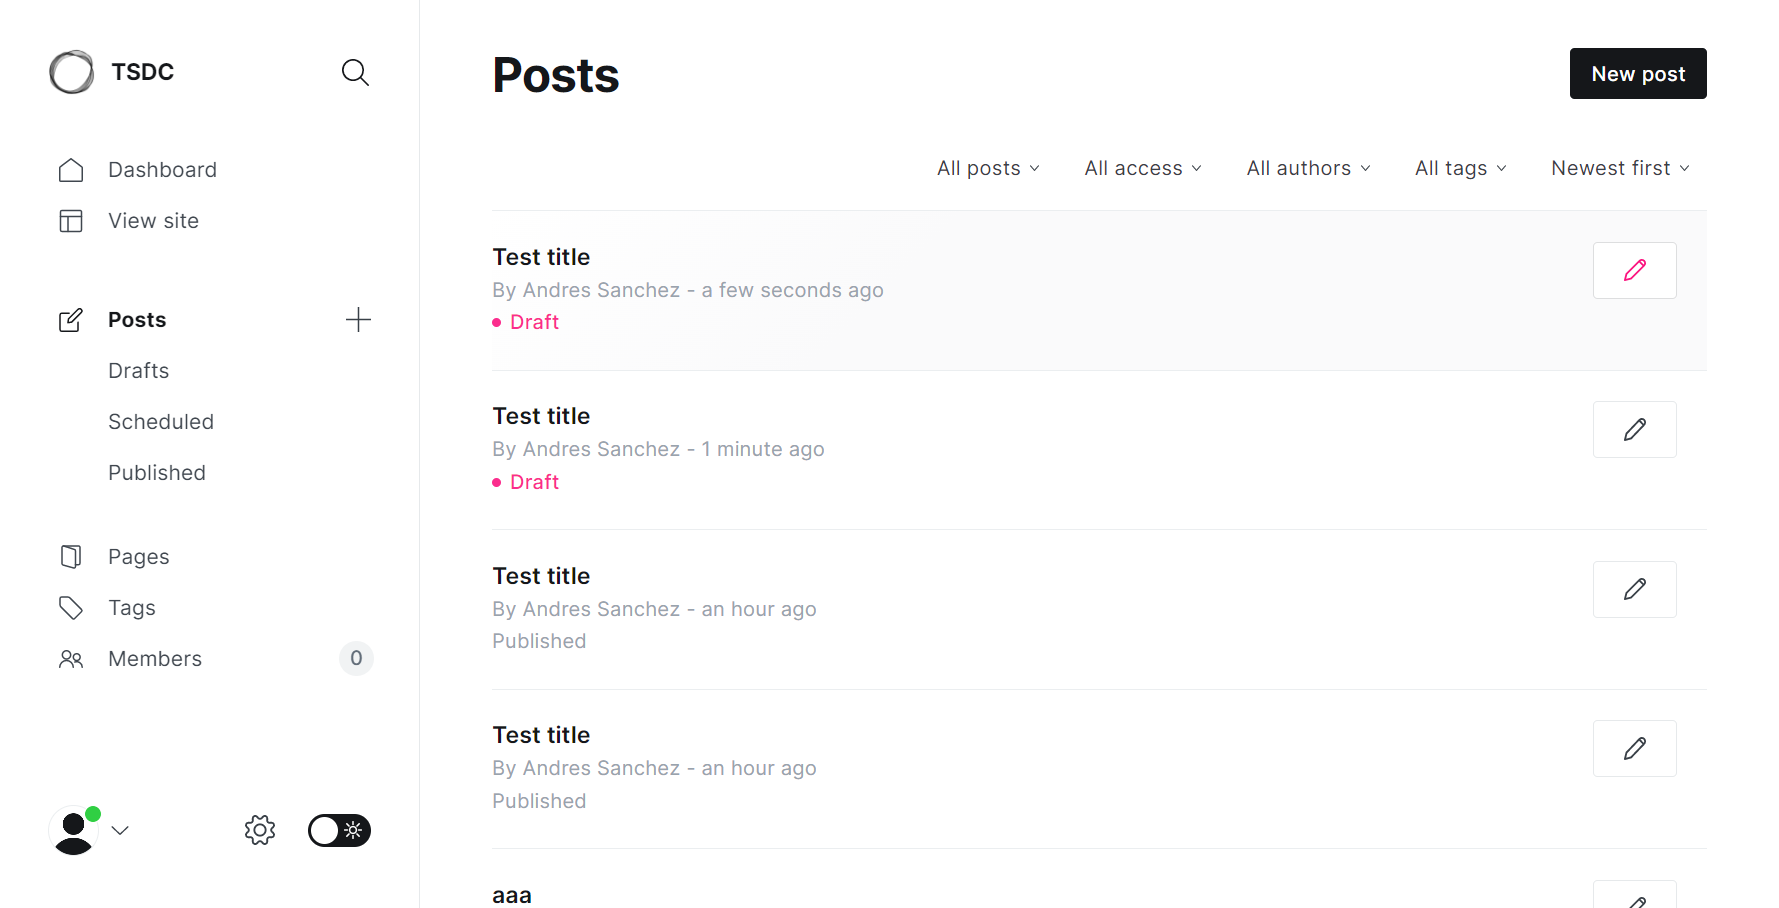 TSDC
Dashboard
View site
Posts
Drafts
Scheduled
Published
Pages
Tags
Members 0
Posts
New post
All posts All access All authors All tags Newest first
Test title
By Andres Sanchez - a few seconds ago
Draft
Test title
By Andres Sanchez - 1 minute ago
Draft
Test title
By Andres Sanchez - an hour ago
Published
Test title
By Andres Sanchez - an hour ago
Published
aaa